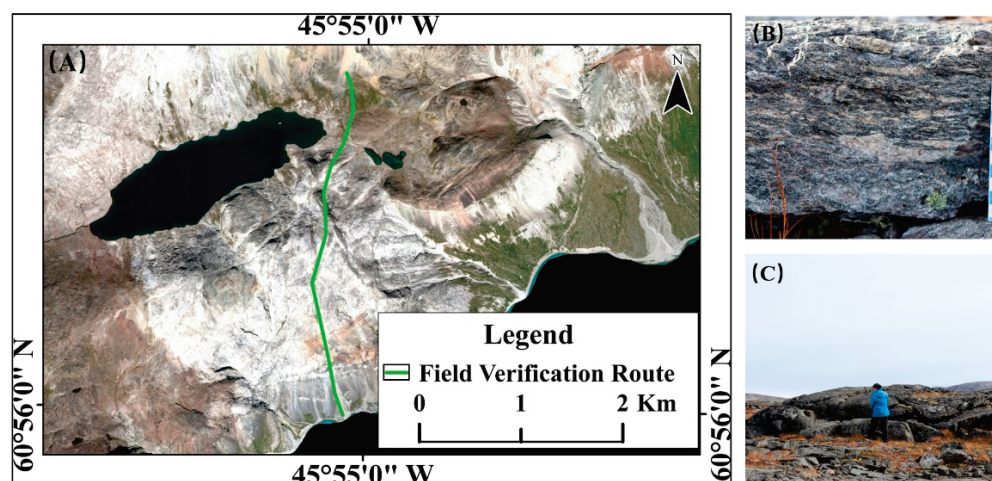 45°55'0" W
(A)
N
(B)
60°56'0" N
Legend
Field Verification Route
0 1 2 Km
60°56'0" N
45°55'0" W
(C)